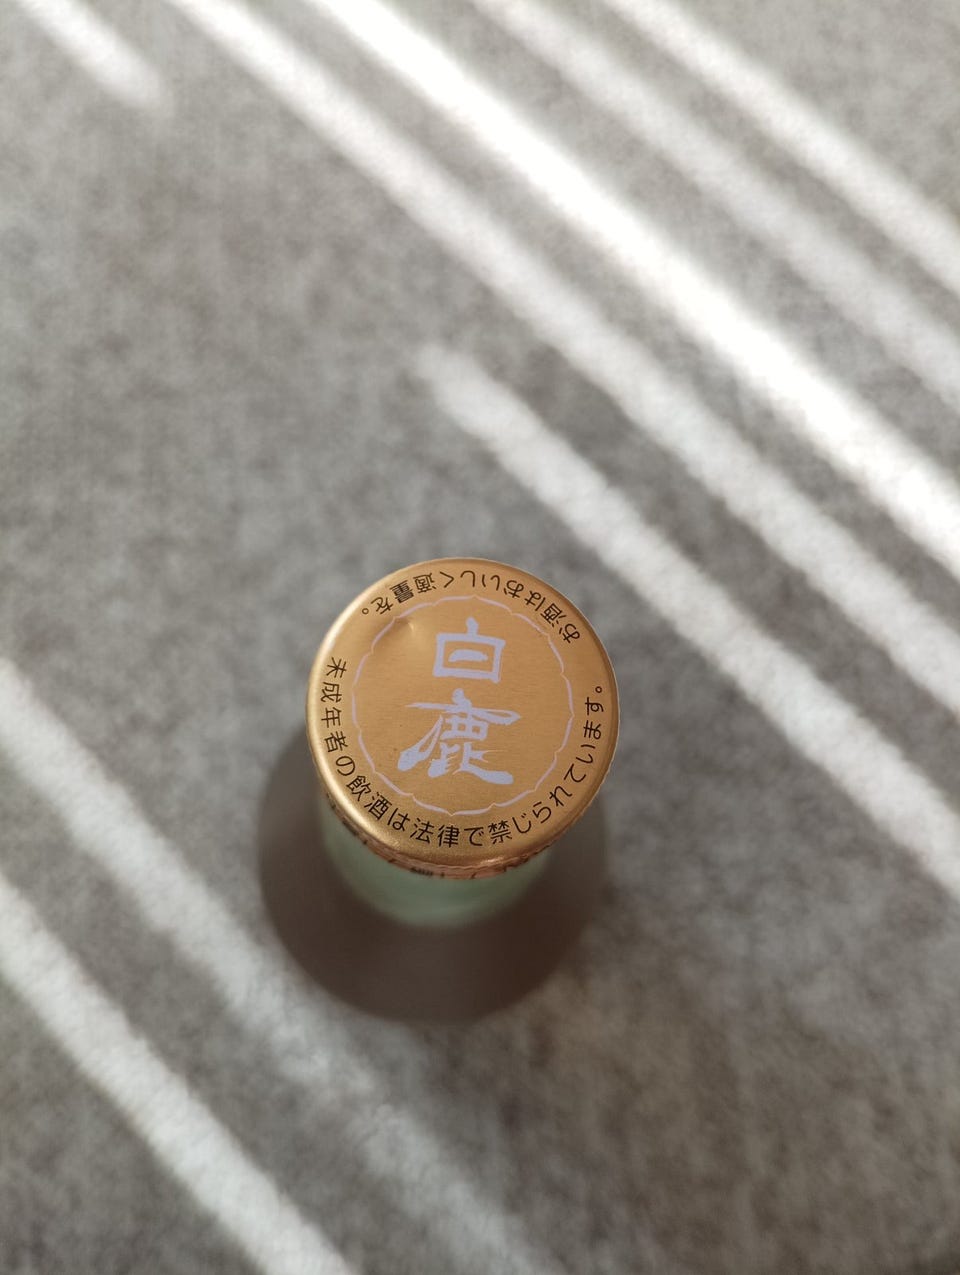 白鹿
お酒はおいしく適量を。
未成年者の飲酒は法律で禁じられています。